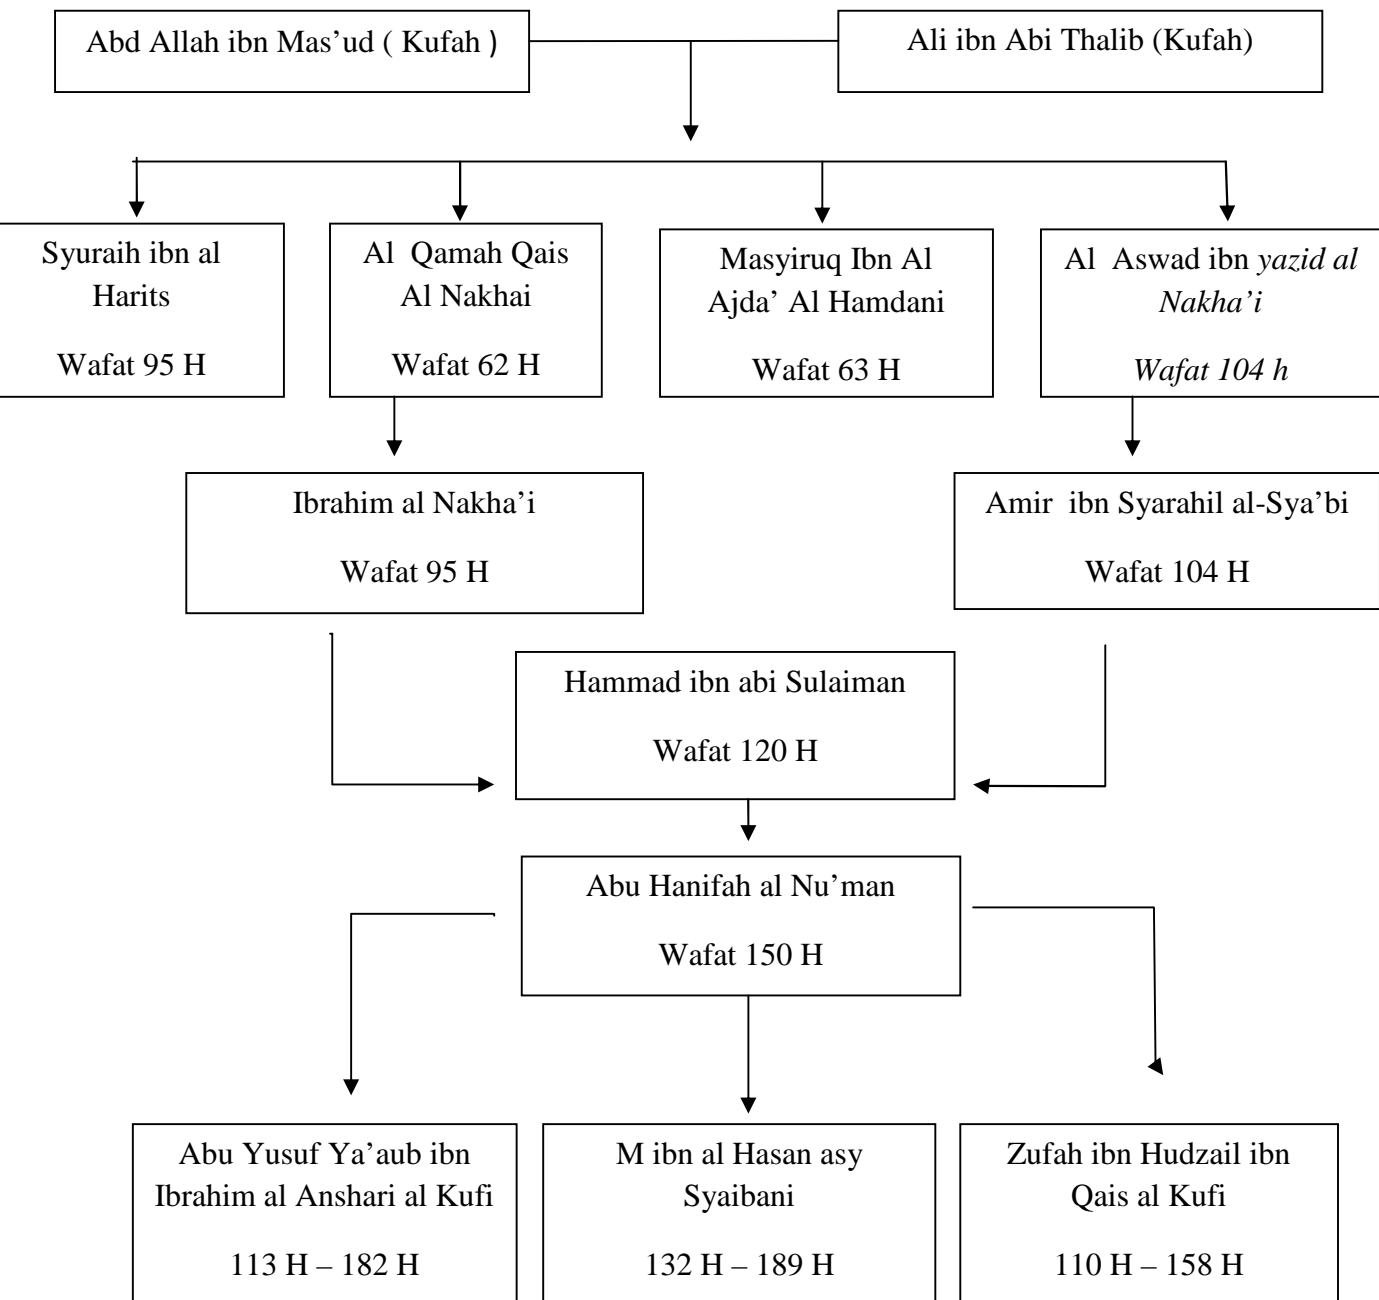 Abd Allah ibn Mas’ud ( Kufah )
Ali ibn Abi Thalib (Kufah)
Syuraih ibn al
Harits
Wafat 95 H
Al Qamah Qais
Al Nakhai
Wafat 62 H
Masyiruq Ibn Al
Ajda’ Al Hamdani
Wafat 63 H
Al Aswad ibn yazid al
Nakha’i
Wafat 104 h
Ibrahim al Nakha’i
Wafat 95 H
Amir ibn Syarahil al-Sya’bi
Wafat 104 H
Hammad ibn abi Sulaiman
Wafat 120 H
Abu Hanifah al Nu’man
Wafat 150 H
Abu Yusuf Ya’aub ibn
Ibrahim al Anshari al Kufi
113 H – 182 H
M ibn al Hasan asy
Syaibani
132 H – 189 H
Zufah ibn Hudzail ibn
Qais al Kufi
110 H – 158 H